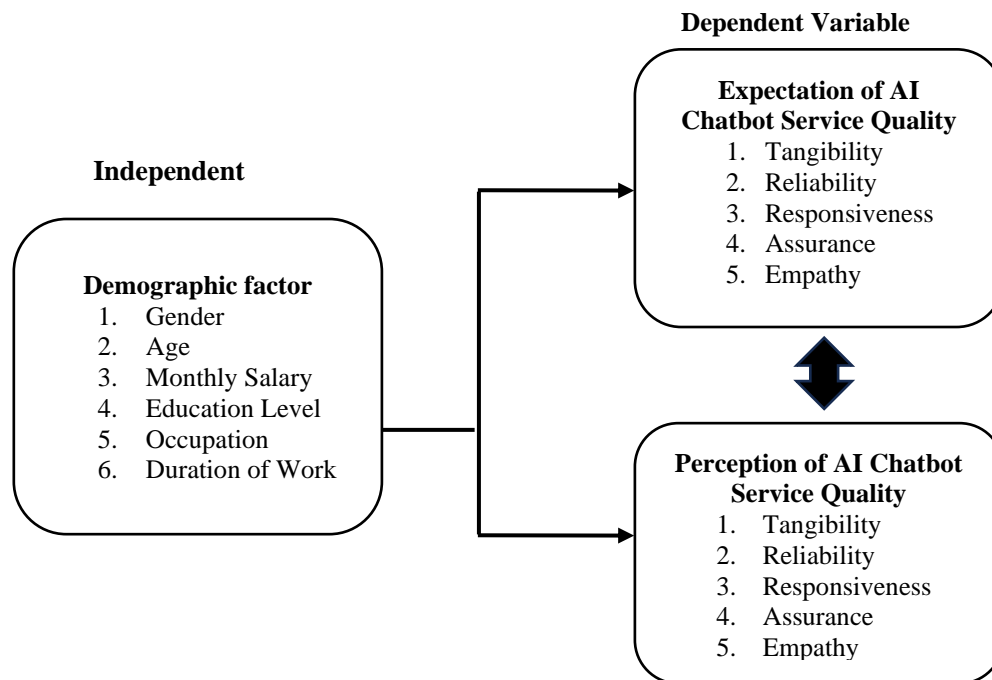 Independent
Demographic factor
1. Gender
2. Age
3. Monthly Salary
4. Education Level
5. Occupation
6. Duration of Work
Dependent Variable
Expectation of AI
Chatbot Service Quality
1. Tangibility
2. Reliability
3. Responsiveness
4. Assurance
5. Empathy
Perception of AI Chatbot
Service Quality
1. Tangibility
2. Reliability
3. Responsiveness
4. Assurance
5. Empathy